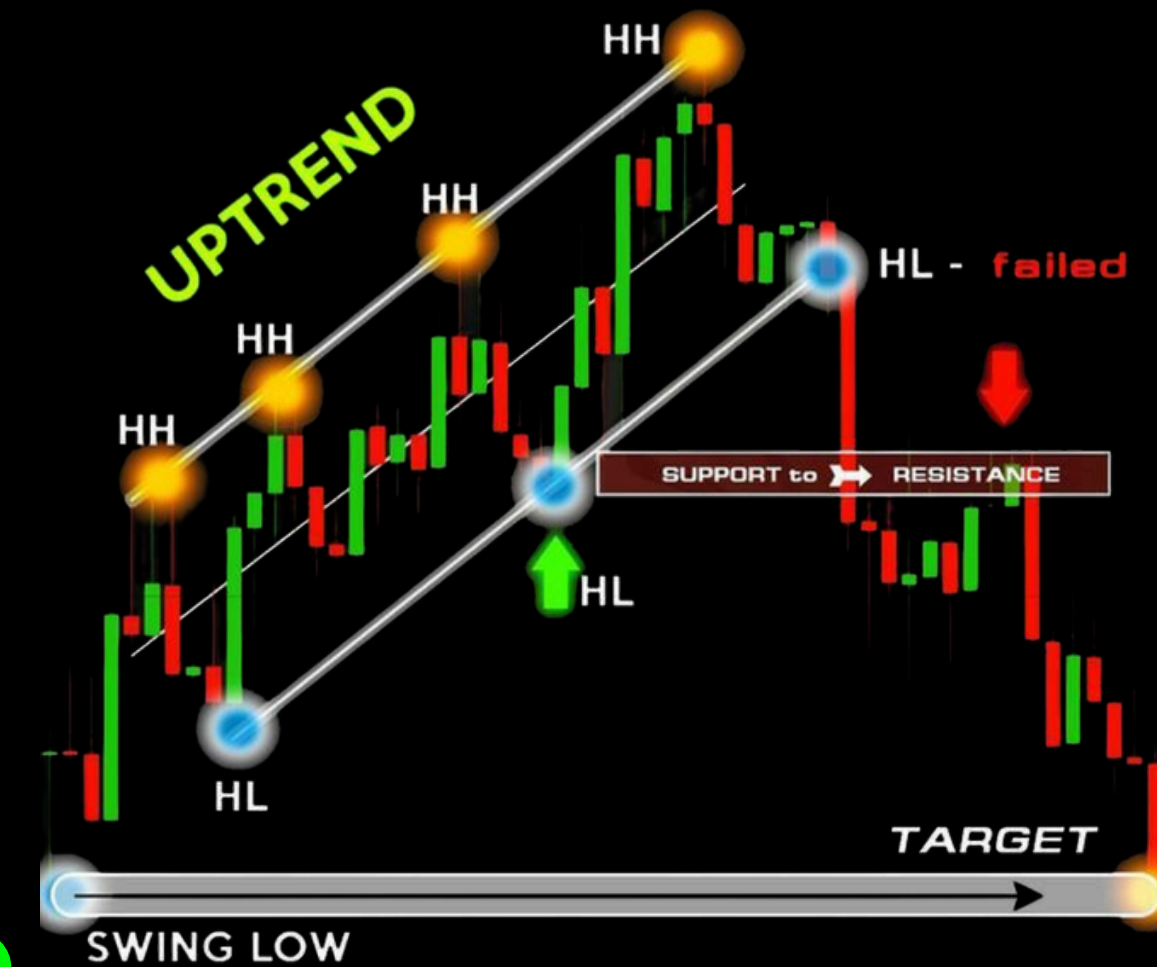 HH
UPTREND
HH
HH
HH
HL - failed
SUPPORT to RESISTANCE
HL
HL
TARGET
SWING LOW